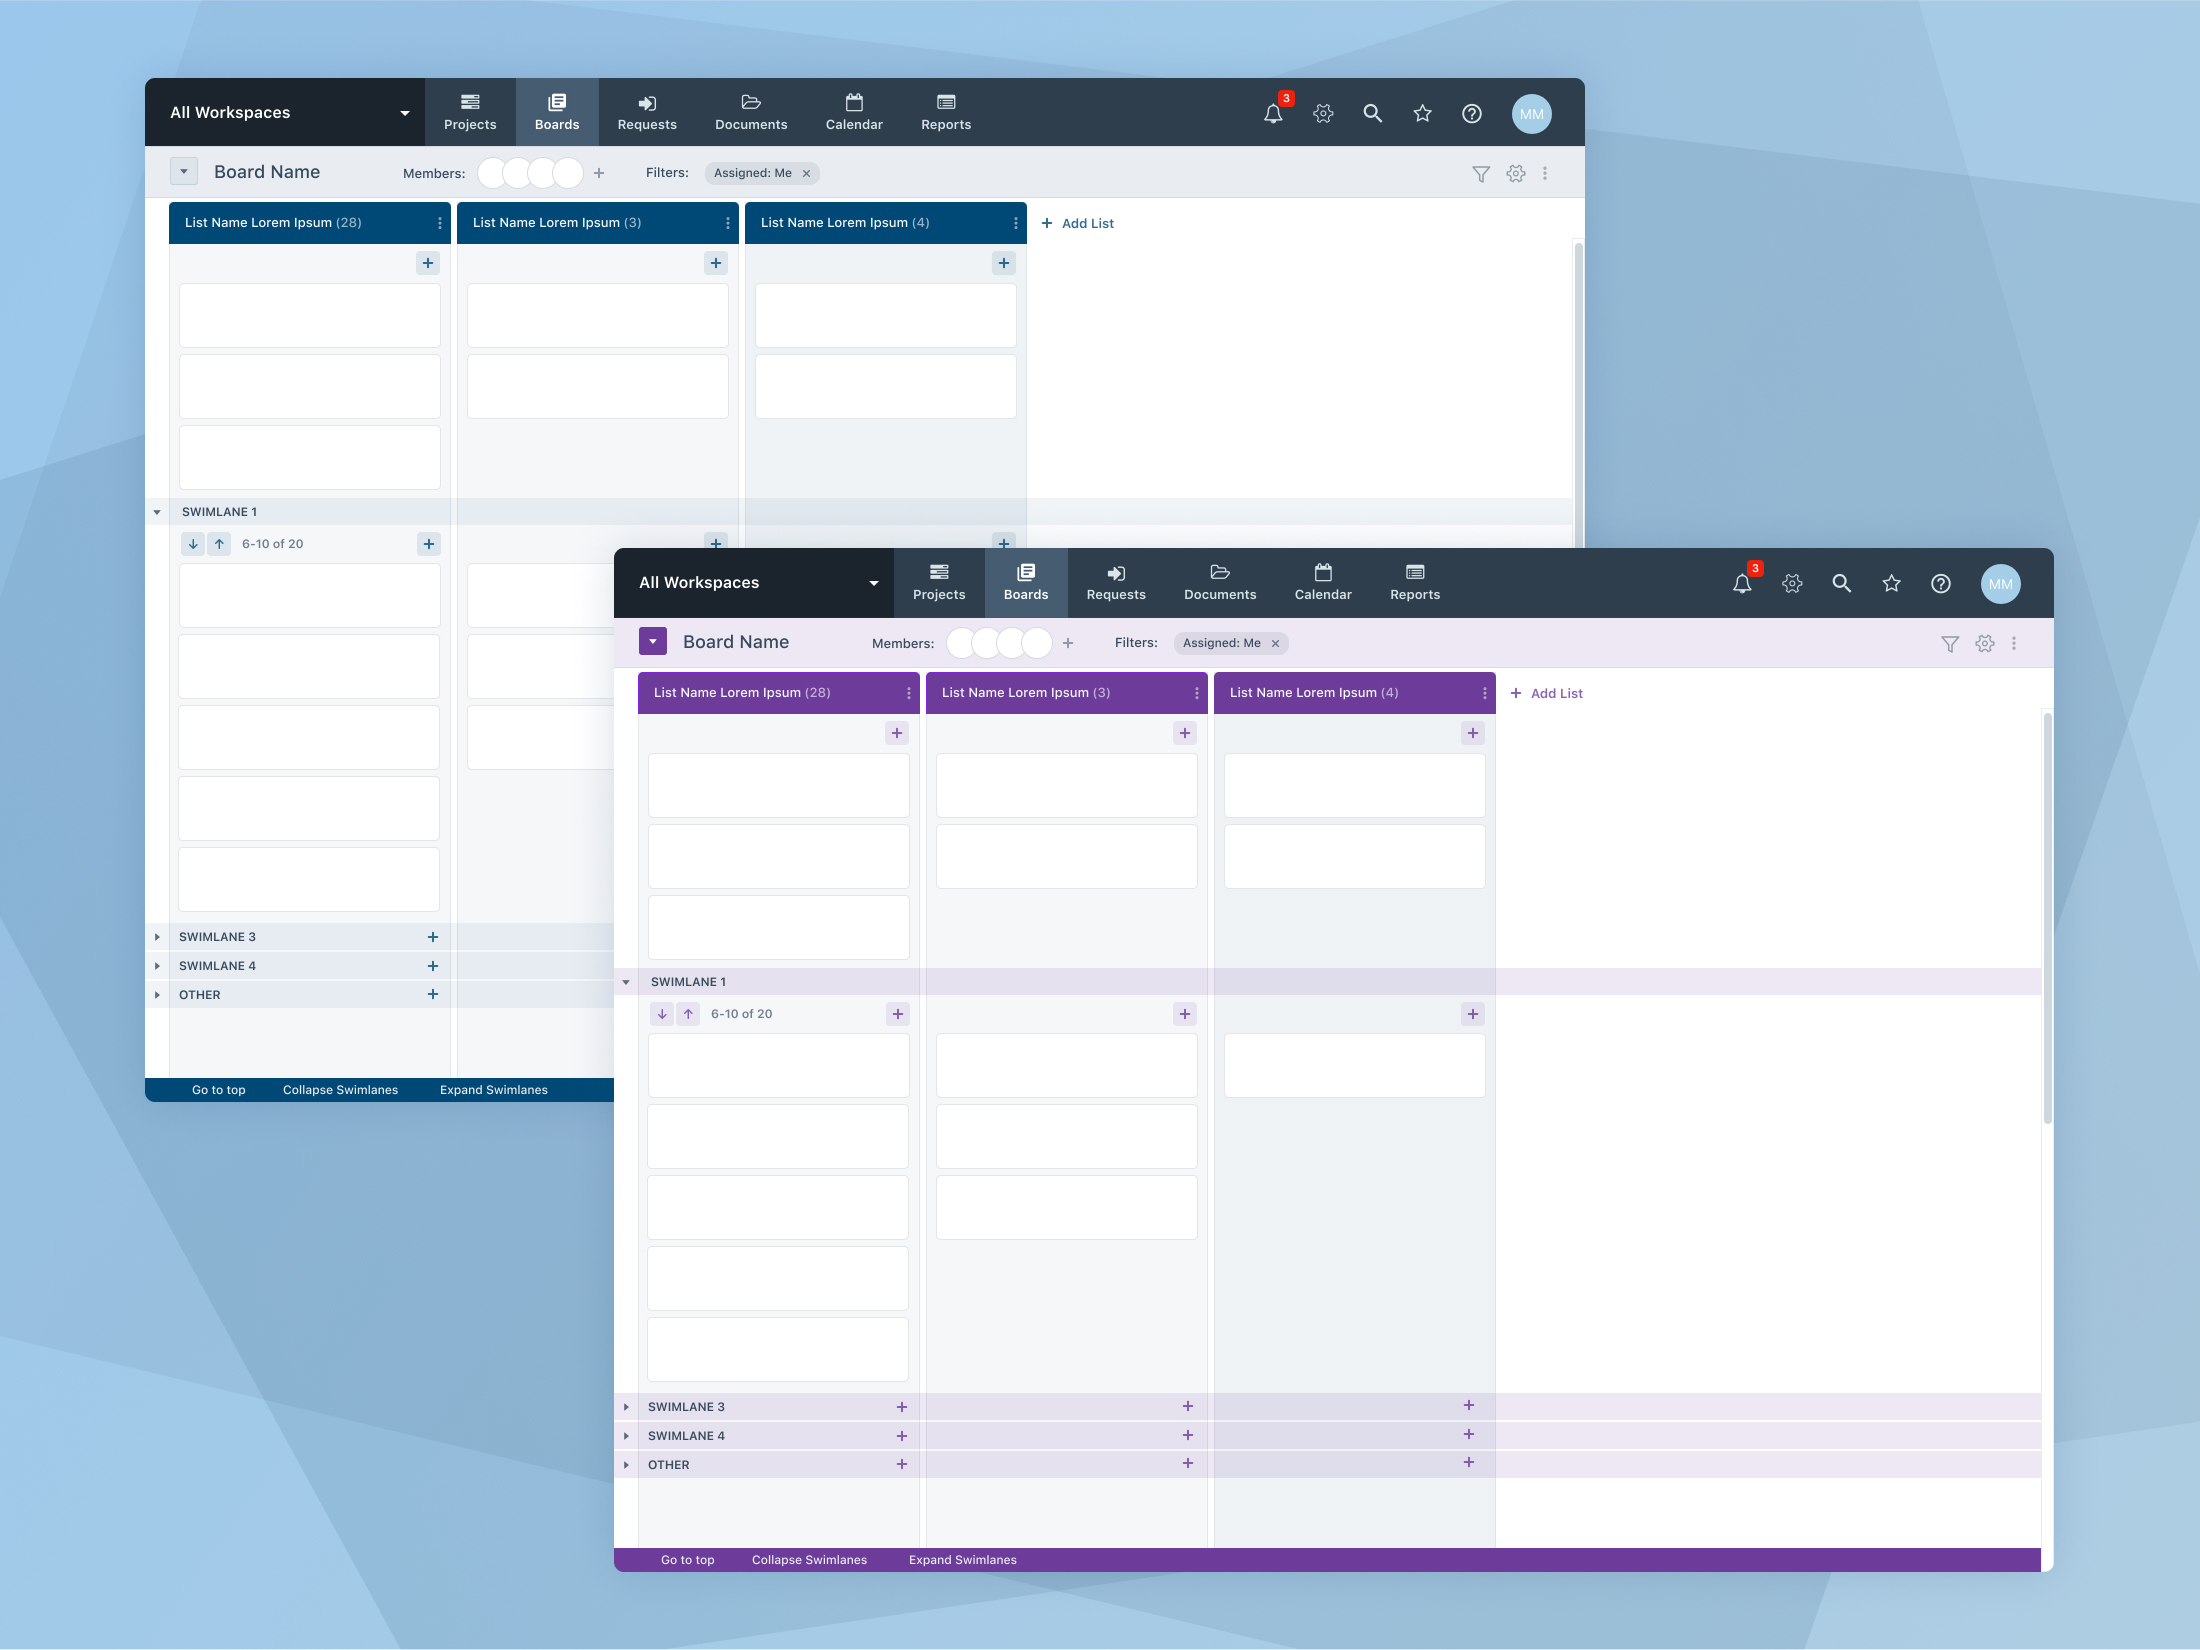 All Workspaces
Projects
Boards
Requests
Documents
Calendar
Reports
3
MM
Board Name
Members:
Filters:
Assigned: Me
List Name Lorem Ipsum (28)
List Name Lorem Ipsum (3)
List Name Lorem Ipsum (4)
Add List
SWIMLANE 1
6-10 of 20
SWIMLANE 3
SWIMLANE 4
OTHER
Go to top
Collapse Swimlanes
Expand Swimlanes
All Workspaces
Projects
Boards
Requests
Documents
Calendar
Reports
3
MM
Board Name
Members:
Filters:
Assigned: Me
List Name Lorem Ipsum (28)
List Name Lorem Ipsum (3)
List Name Lorem Ipsum (4)
Add List
SWIMLANE 1
6-10 of 20
SWIMLANE 3
SWIMLANE 4
OTHER
Go to top
Collapse Swimlanes
Expand Swimlanes